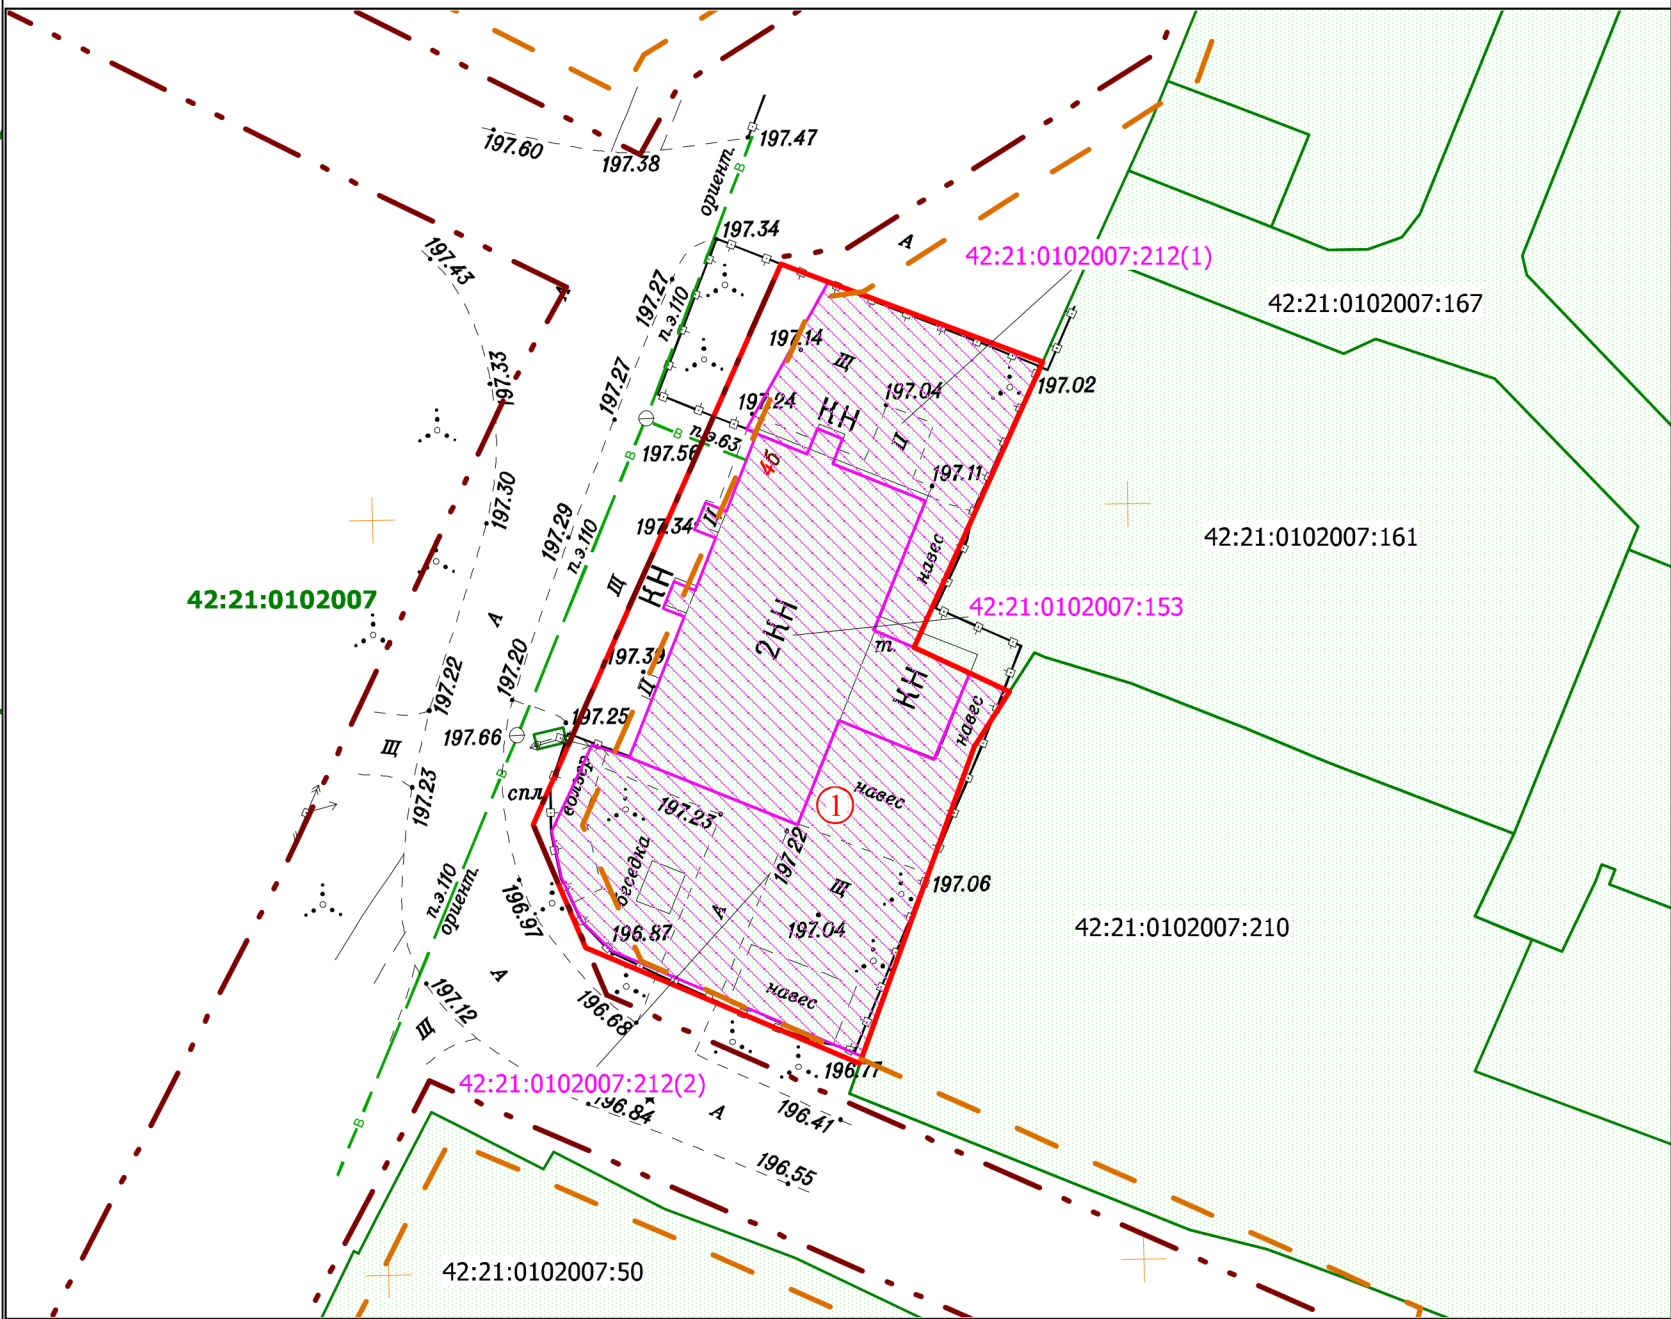 197.60
197.38
197.47
ориент.
197.34
А
42:21:0102007:212(1)
197.43
197.27
п.э.110
42:21:0102007:167
А
197.14
Щ
197.33
197.27
197.02
197.04
197.24
КН
п.э.63
Ц
197.56
4б
197.11
197.30
197.34
Ц
197.29
п.э.110
42:21:0102007:161
навес
Щ
КН
42:21:0102007
42:21:0102007:153
А
2КН
т.
197.39
197.20
197.22
Ц
КН
197.25
навес
197.66
Щ
197.23
спл.
вольер
197.23
навес
1
197.22
беседка
Щ
197.06
п.э.110
ориент.
196.97
А
197.04
196.87
42:21:0102007:210
А
навес
197.12
196.68
Щ
196.77
42:21:0102007:212(2)
196.84
А
196.41
196.55
42:21:0102007:50
В
В
В
В
В
В